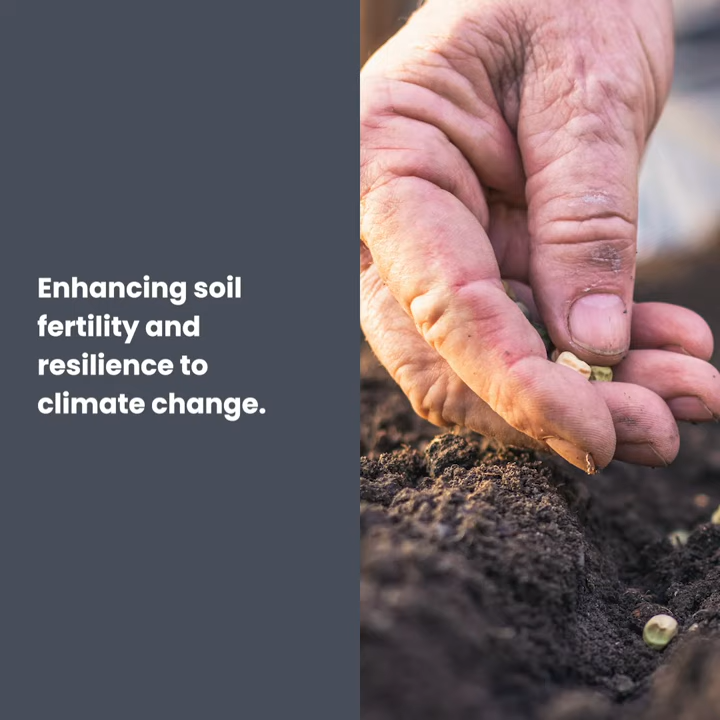 Enhancing soil
fertility and
resilience to
climate change.